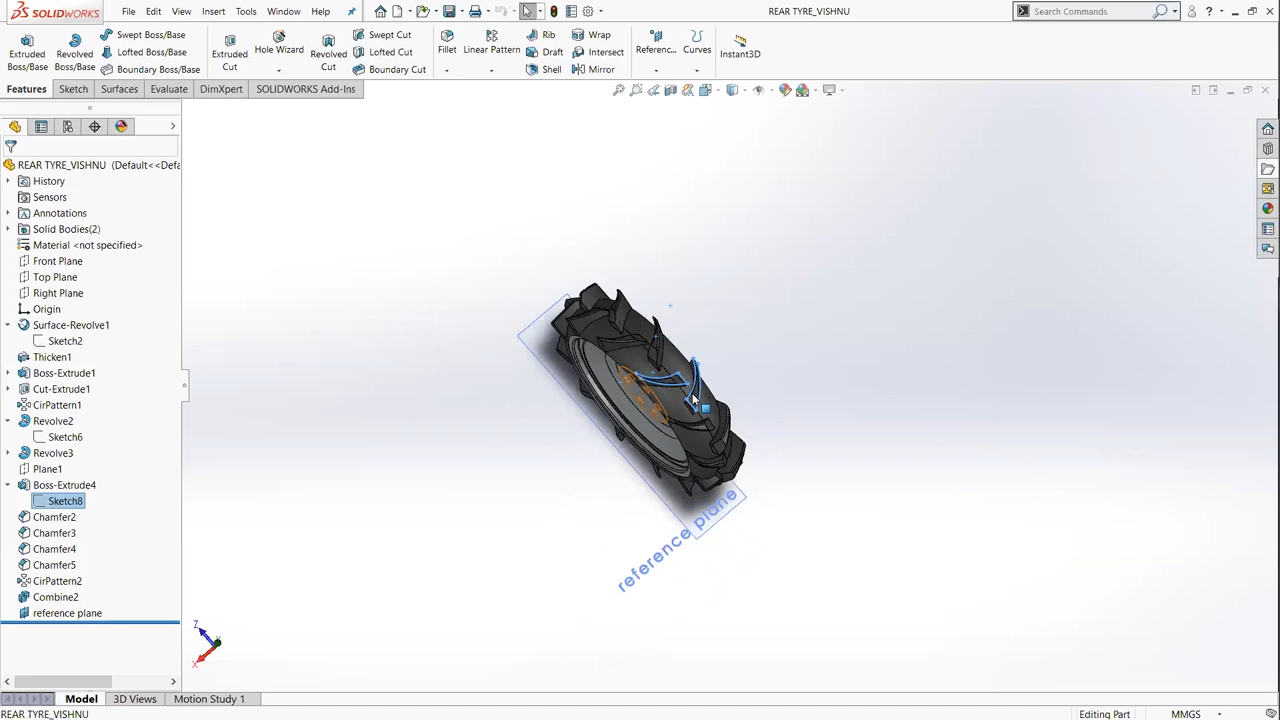 SOLIDWORKS
File Edit View Insert Tools Window Help
REAR TYRE_VISHNU
Search Commands
Extruded Boss/Base
Revolved Boss/Base
Swept Boss/Base
Lofted Boss/Base
Boundary Boss/Base
Extruded Cut
Hole Wizard
Revolved Cut
Swept Cut
Lofted Cut
Boundary Cut
Fillet
Linear Pattern
Rib
Draft
Shell
Wrap
Intersect
Mirror
Referenc...
Curves
Instant3D
Features Sketch Surfaces Evaluate DimXpert SOLIDWORKS Add-Ins
REAR TYRE_VISHNU (Default<<Defa
History
Sensors
Annotations
Solid Bodies(2)
Material <not specified>
Front Plane
Top Plane
Right Plane
Origin
Surface-Revolve1
Sketch2
Thicken1
Boss-Extrude1
Cut-Extrude1
CirPattern1
Revolve2
Sketch6
Revolve3
Plane1
Boss-Extrude4
Sketch8
Chamfer2
Chamfer3
Chamfer4
Chamfer5
CirPattern2
Combine2
reference plane
reference plane
Z
X
Model 3D Views Motion Study 1
REAR TYRE_VISHNU
Editing Part
MMGS